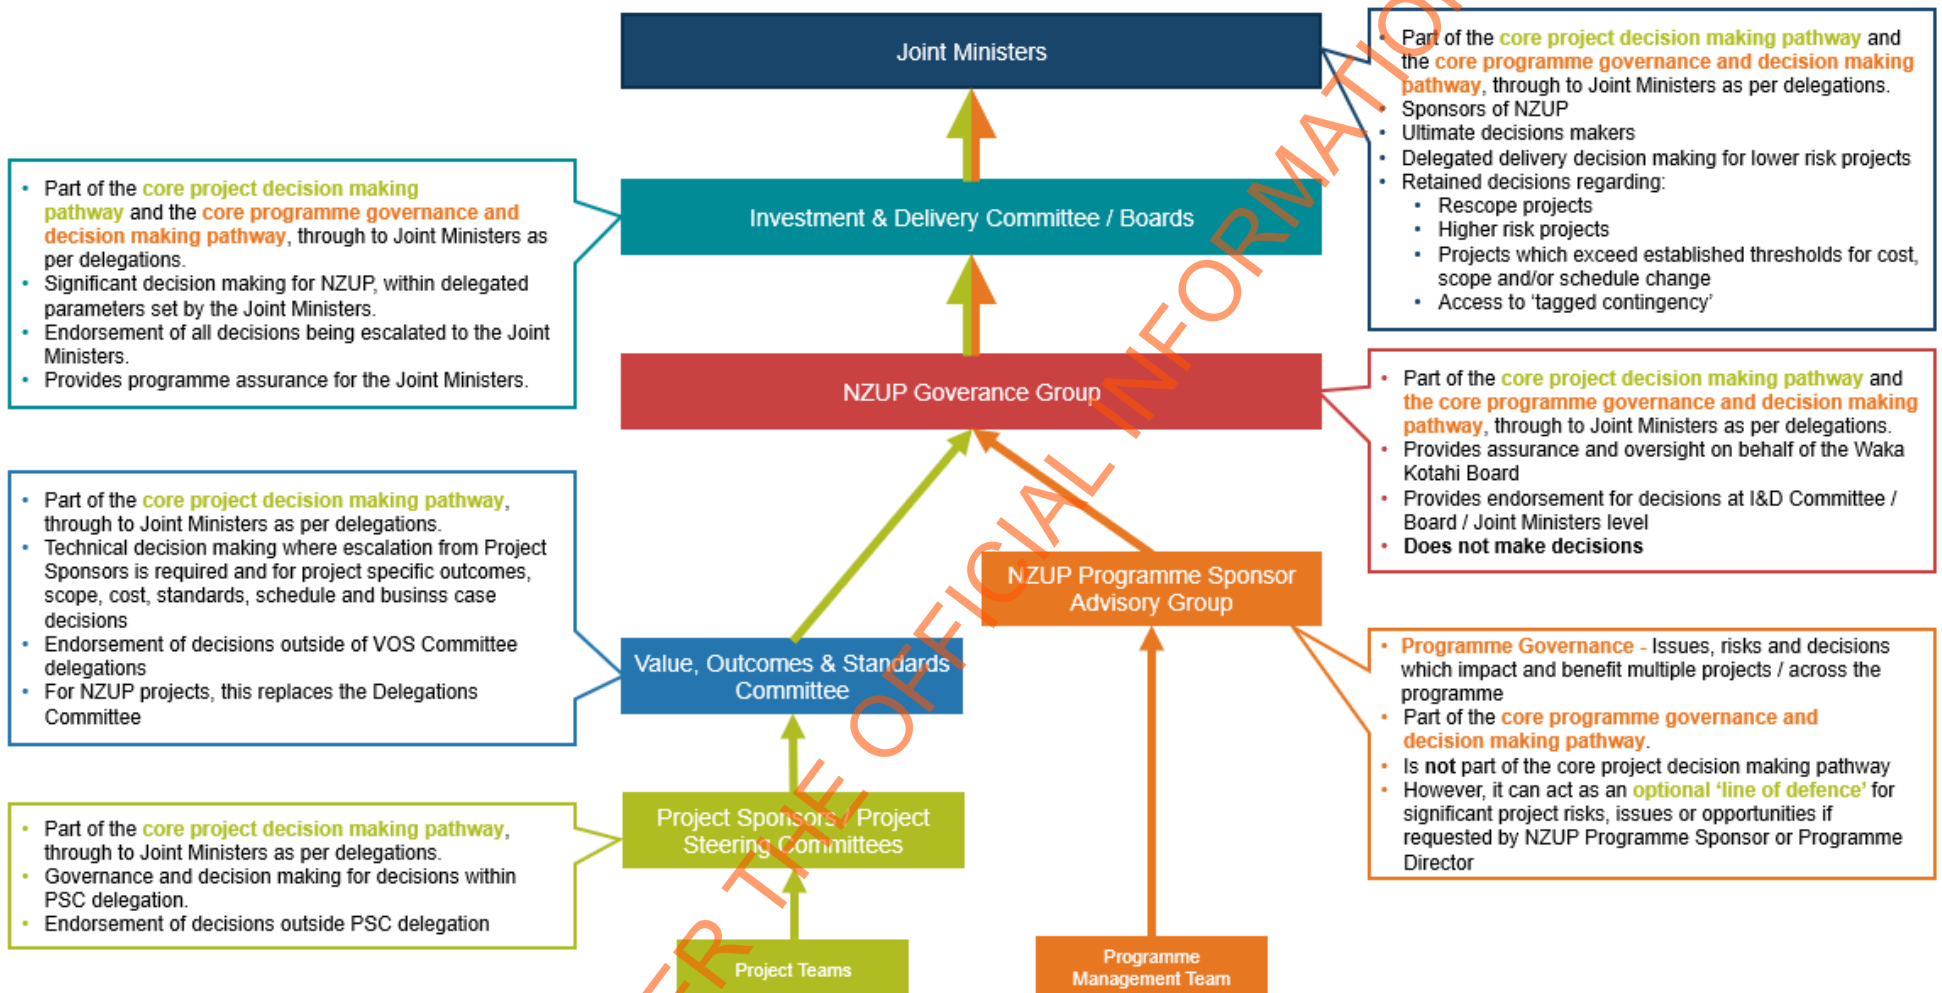 Joint Ministers
• Part of the core project decision making pathway and
the core programme governance and decision making
pathway, through to Joint Ministers as per delegations.
• Sponsors of NZUP
• Ultimate decisions makers
• Delegated delivery decision making for lower risk projects
• Retained decisions regarding:
• Rescope projects
• Higher risk projects
• Projects which exceed established thresholds for cost,
scope and/or schedule change
• Access to ‘tagged contingency’
• Part of the core project decision making
pathway and the core programme governance and
decision making pathway, through to Joint Ministers as
per delegations.
• Significant decision making for NZUP, within delegated
parameters set by the Joint Ministers.
• Endorsement of all decisions being escalated to the Joint
Ministers.
• Provides programme assurance for the Joint Ministers.
Investment & Delivery Committee / Boards
NZUP Goverance Group
• Part of the core project decision making pathway and
the core programme governance and decision making
pathway, through to Joint Ministers as per delegations.
• Provides assurance and oversight on behalf of the Waka
Kotahi Board
• Provides endorsement for decisions at I&D Committee /
Board / Joint Ministers level
• Does not make decisions
• Part of the core project decision making pathway,
through to Joint Ministers as per delegations.
• Technical decision making where escalation from Project
Sponsors is required and for project specific outcomes,
scope, cost, standards, schedule and businss case
decisions
• Endorsement of decisions outside of VOS Committee
delegations
• For NZUP projects, this replaces the Delegations
Committee
NZUP Programme Sponsor
Advisory Group
Value, Outcomes & Standards
Committee
• Programme Governance - Issues, risks and decisions
which impact and benefit multiple projects / across the
programme
• Part of the core programme governance and
decision making pathway.
• Is not part of the core project decision making pathway
• However, it can act as an optional ‘line of defence’ for
significant project risks, issues or opportunities if
requested by NZUP Programme Sponsor or Programme
Director
• Part of the core project decision making pathway,
through to Joint Ministers as per delegations.
• Governance and decision making for decisions within
PSC delegation.
• Endorsement of decisions outside PSC delegation
Project Sponsors / Project
Steering Committees
Project Teams
Programme
Management Team
ER THE OFFICIAL INFORMATIO